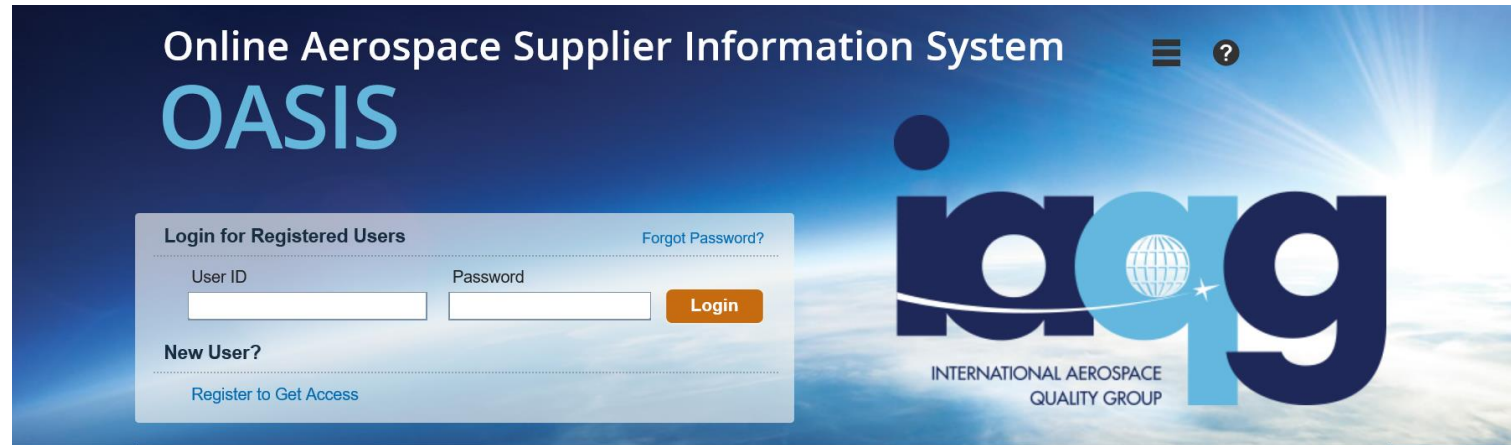 Online Aerospace Supplier Information System
?
OASIS
Login for Registered Users
Forgot Password?
User ID
Password
Login
New User?
Register to Get Access
iaqg
INTERNATIONAL AEROSPACE
QUALITY GROUP